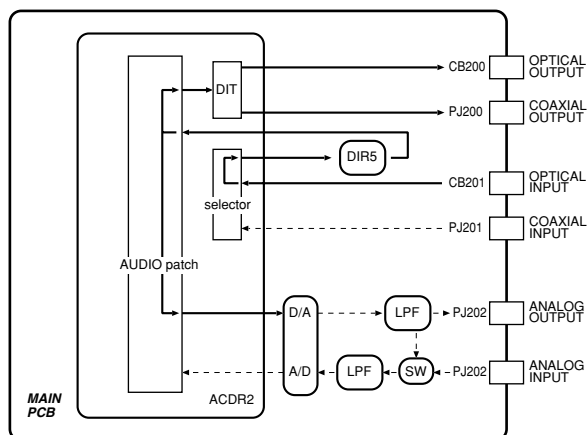 DIT
CB200
OPTICAL
OUTPUT
PJ200
COAXIAL
OUTPUT
DIR5
CB201
OPTICAL
INPUT
selector
PJ201
COAXIAL
INPUT
AUDIO patch
D/A
LPF
PJ202
ANALOG
OUTPUT
A/D
LPF
SW
PJ202
ANALOG
INPUT
ACDR2
MAIN
PCB